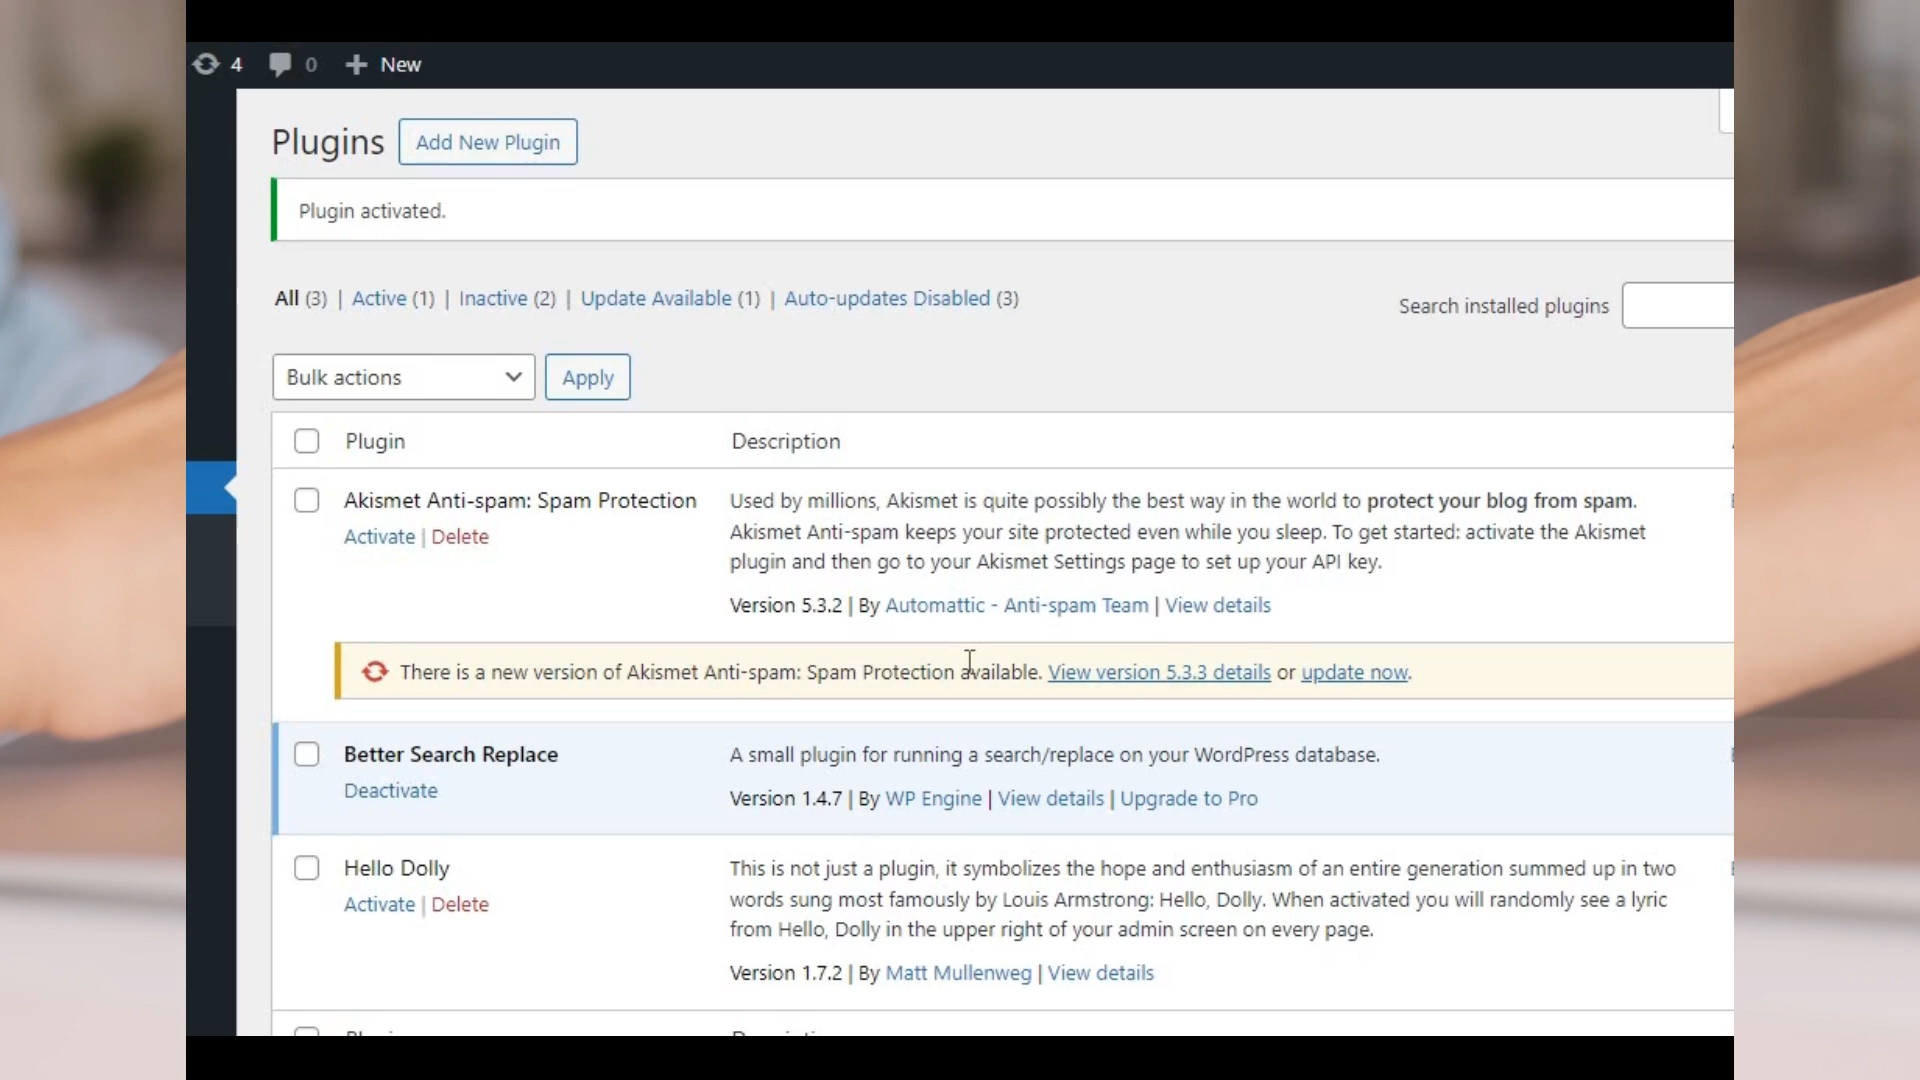 4 0 New
Plugins Add New Plugin
Plugin activated.
All (3) | Active (1) | Inactive (2) | Update Available (1) | Auto-updates Disabled (3)
Search installed plugins
Bulk actions Apply
Plugin Description
Akismet Anti-spam: Spam Protection
Activate | Delete
Used by millions, Akismet is quite possibly the best way in the world to protect your blog from spam.
Akismet Anti-spam keeps your site protected even while you sleep. To get started: activate the Akismet
plugin and then go to your Akismet Settings page to set up your API key.
Version 5.3.2 | By Automattic - Anti-spam Team | View details
There is a new version of Akismet Anti-spam: Spam Protection available. View version 5.3.3 details or update now.
Better Search Replace
Deactivate
A small plugin for running a search/replace on your WordPress database.
Version 1.4.7 | By WP Engine | View details | Upgrade to Pro
Hello Dolly
Activate | Delete
This is not just a plugin, it symbolizes the hope and enthusiasm of an entire generation summed up in two
words sung most famously by Louis Armstrong: Hello, Dolly. When activated you will randomly see a lyric
from Hello, Dolly in the upper right of your admin screen on every page.
Version 1.7.2 | By Matt Mullenweg | View details